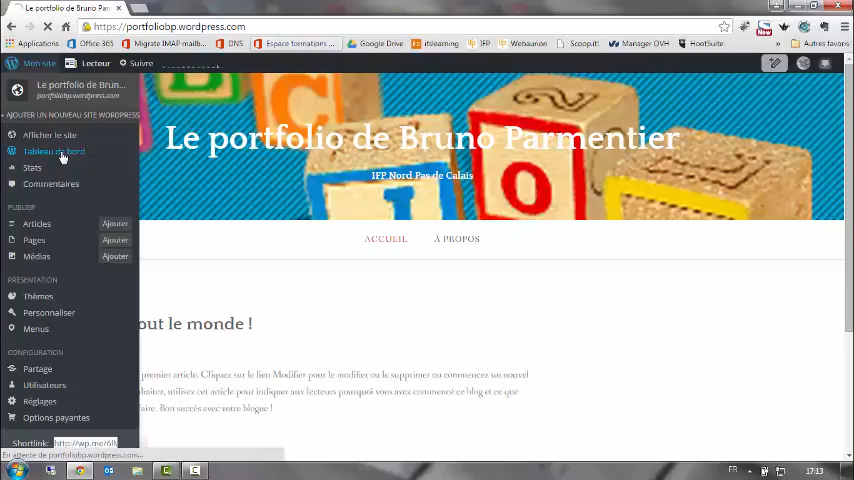 Le portfolio de Bruno Par
https://portfoliobp.wordpress.com
Applications Office 365 Migrate IMAP mailb... DNS Espace formations ... Google Drive itslearning IFP Webaurion Scoop.it! Manager OVH HootSuite Autres favoris
Mon site Lecteur Suivre
Le portfolio de Brun...
portfoliobp.wordpress.com
+ AJOUTER UN NOUVEAU SITE WORDPRESS
Afficher le site
Tableau de bord
Stats
Commentaires
PUBLIER
Articles Ajouter
Pages Ajouter
Médias Ajouter
PRÉSENTATION
Thèmes
Personnaliser
Menus
CONFIGURATION
Partage
Utilisateurs
Réglages
Options payantes
Shortlink: http://wp.me/6l
En attente de portfoliobp.wordpress.com...
Le portfolio de Bruno Parmentier
IFP Nord Pas de Calais
ACCUEIL À PROPOS
out le monde !
premier article. Cliquez sur le lien Modifier pour le modifier ou le supprimer ou commencez un nouvel
uhaitez, utilisez cet article pour indiquer aux lecteurs pourquoi vous avez commencé ce blog et ce que
faire. Bon succès avec votre blogue !
FR 17:13